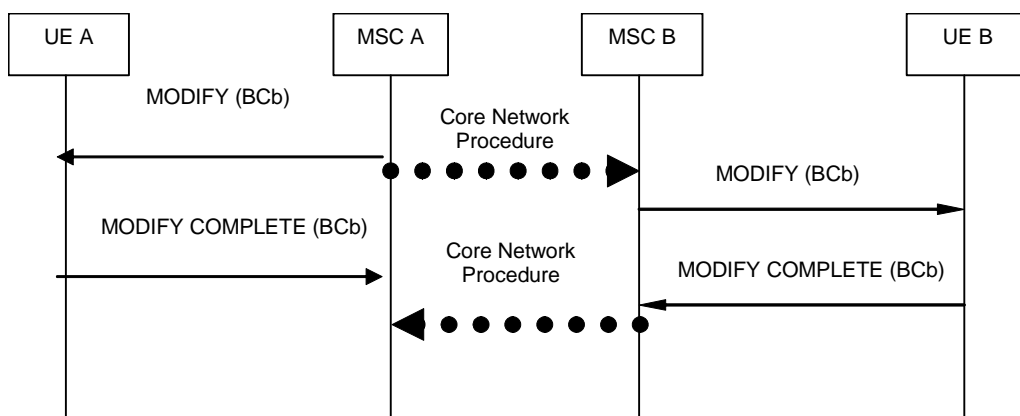 UE A
MSC A
MSC B
UE B
MODIFY (BCb)
Core Network
Procedure
MODIFY (BCb)
MODIFY COMPLETE (BCb)
Core Network
Procedure
MODIFY COMPLETE (BCb)